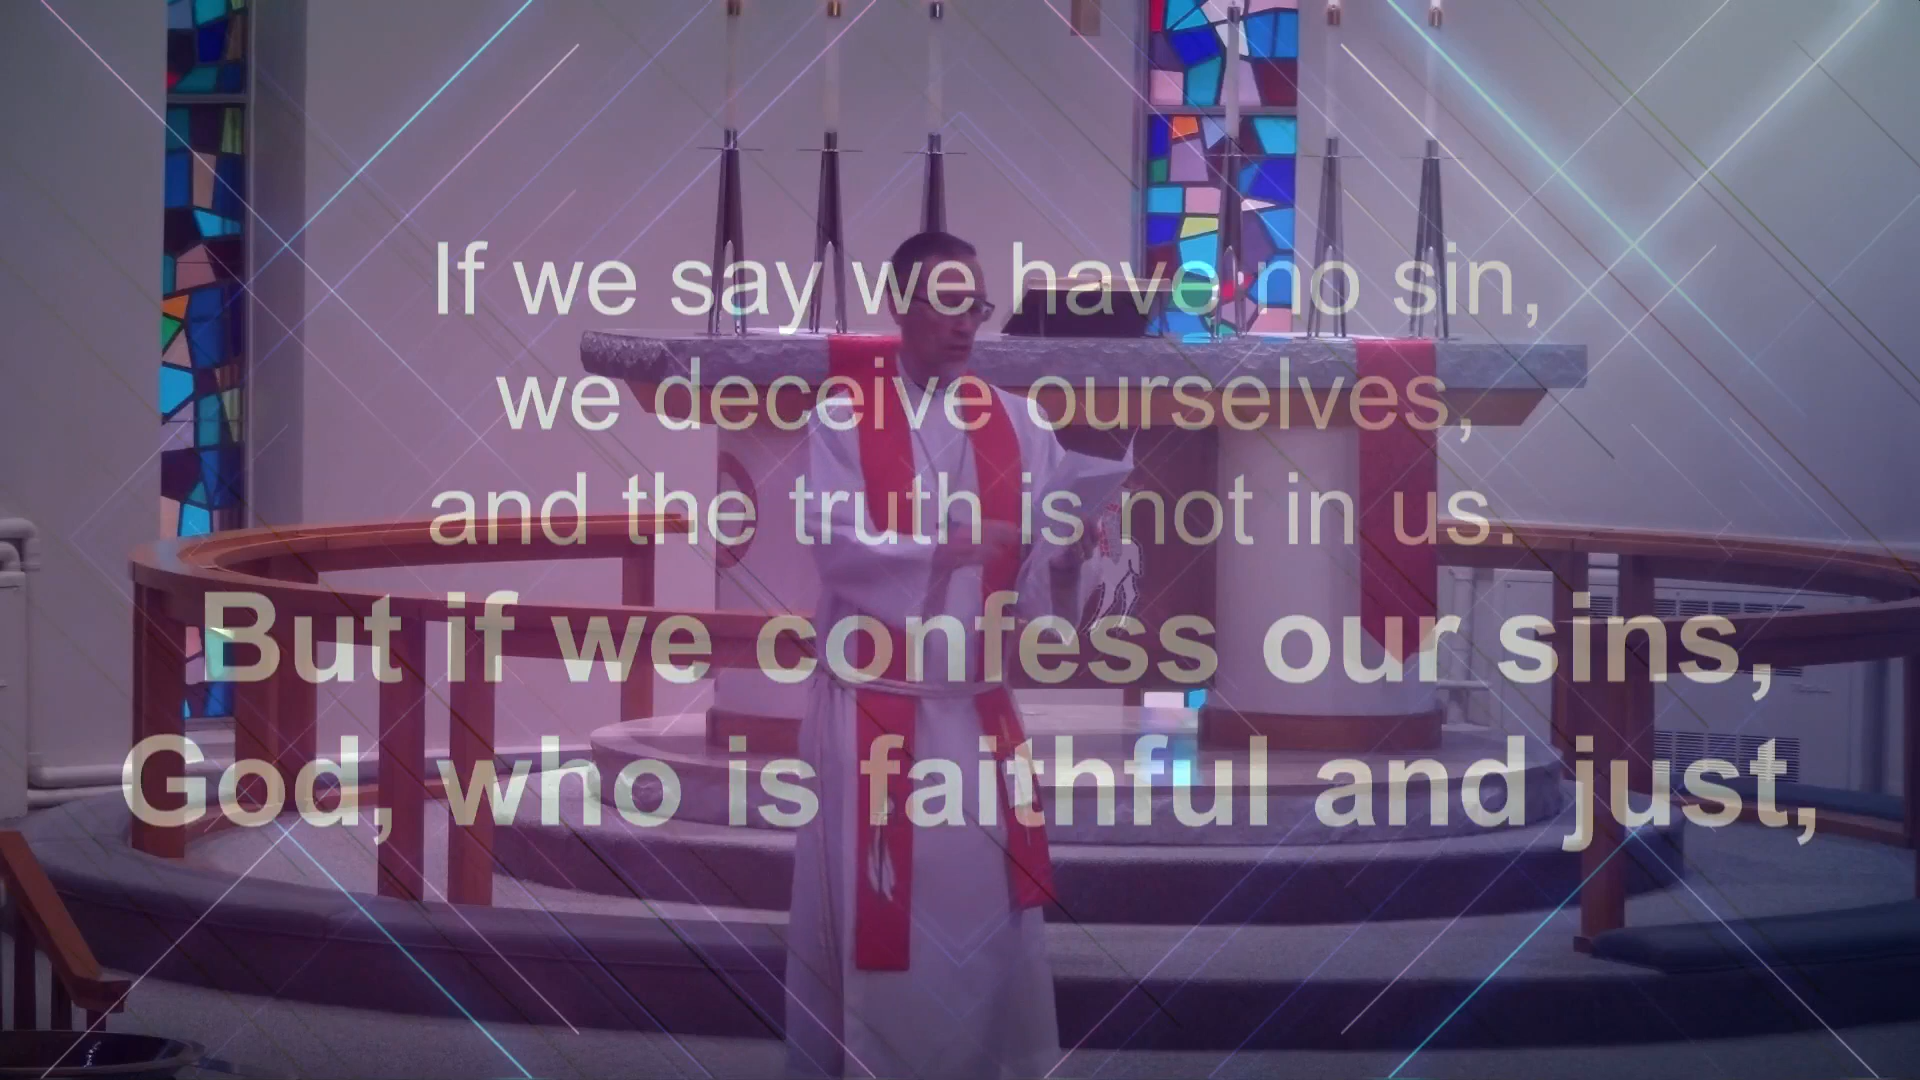 If we say we have no sin,
we deceive ourselves,
and the truth is not in us.
But if we confess our sins,
God, who is faithful and just,